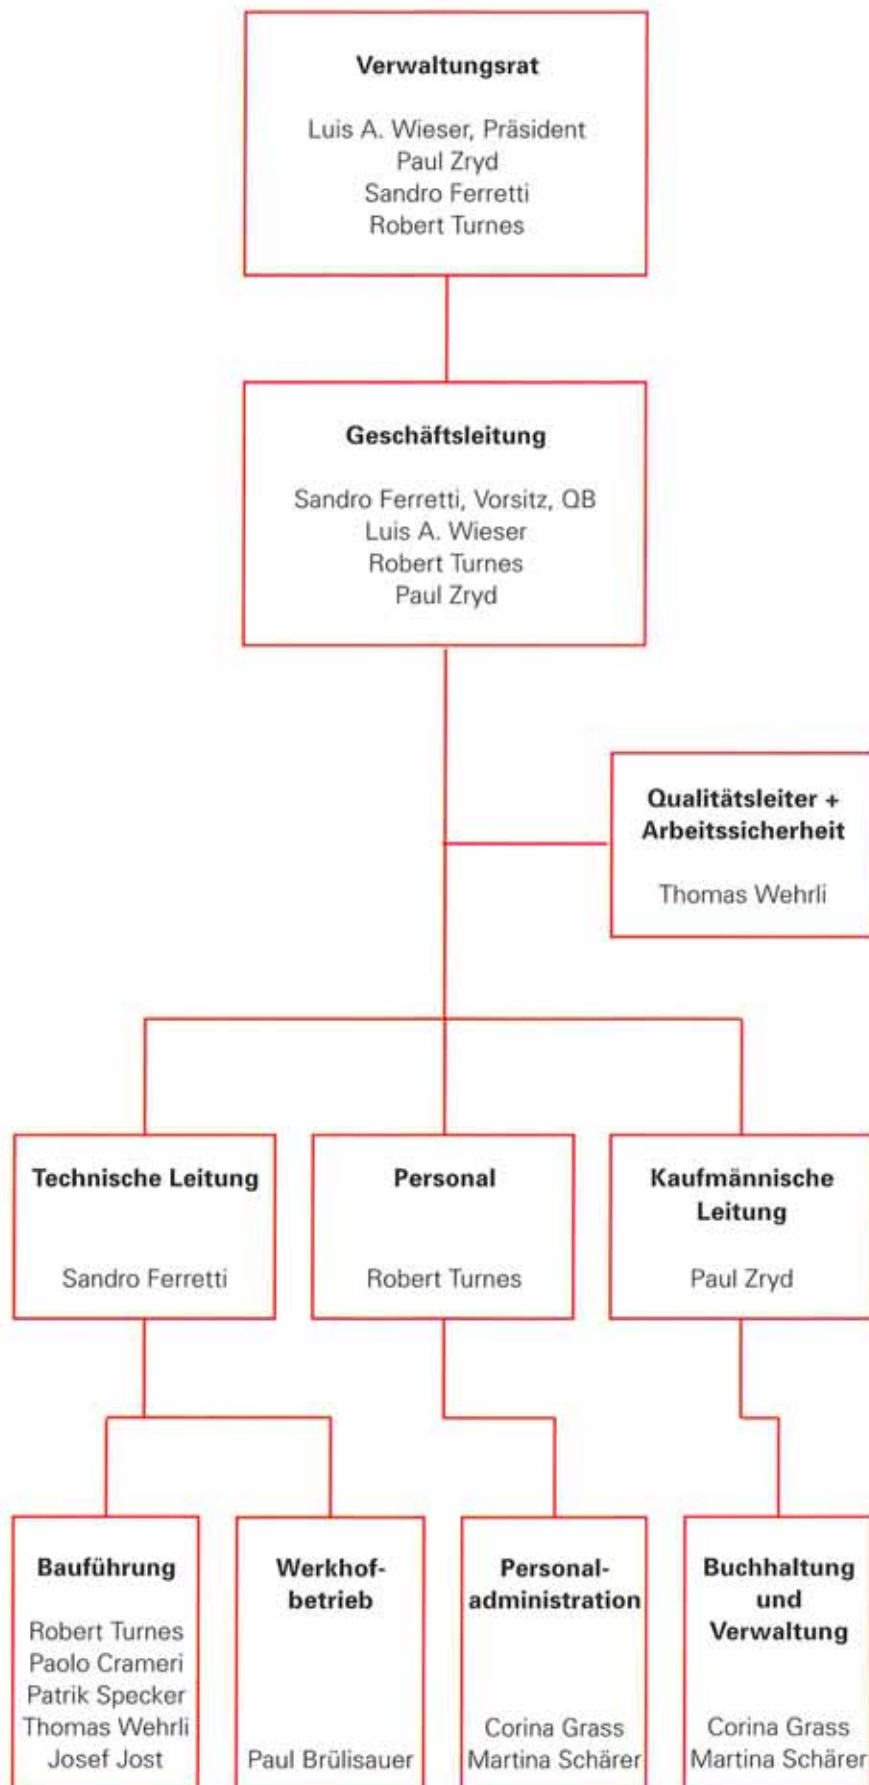 Verwaltungsrat
Luis A. Wieser, Präsident
Paul Zryd
Sandro Ferretti
Robert Turnes
Geschäftsleitung
Sandro Ferretti, Vorsitz, QB
Luis A. Wieser
Robert Turnes
Paul Zryd
Qualitätsleiter +
Arbeitssicherheit
Thomas Wehrli
Technische Leitung
Sandro Ferretti
Personal
Robert Turnes
Kaufmännische
Leitung
Paul Zryd
Bauführung
Robert Turnes
Paolo Crameri
Patrik Specker
Thomas Wehrli
Josef Jost
Werkhof-
betrieb
Paul Brülisauer
Personal-
administration
Corina Grass
Martina Schärer
Buchhaltung
und
Verwaltung
Corina Grass
Martina Schärer